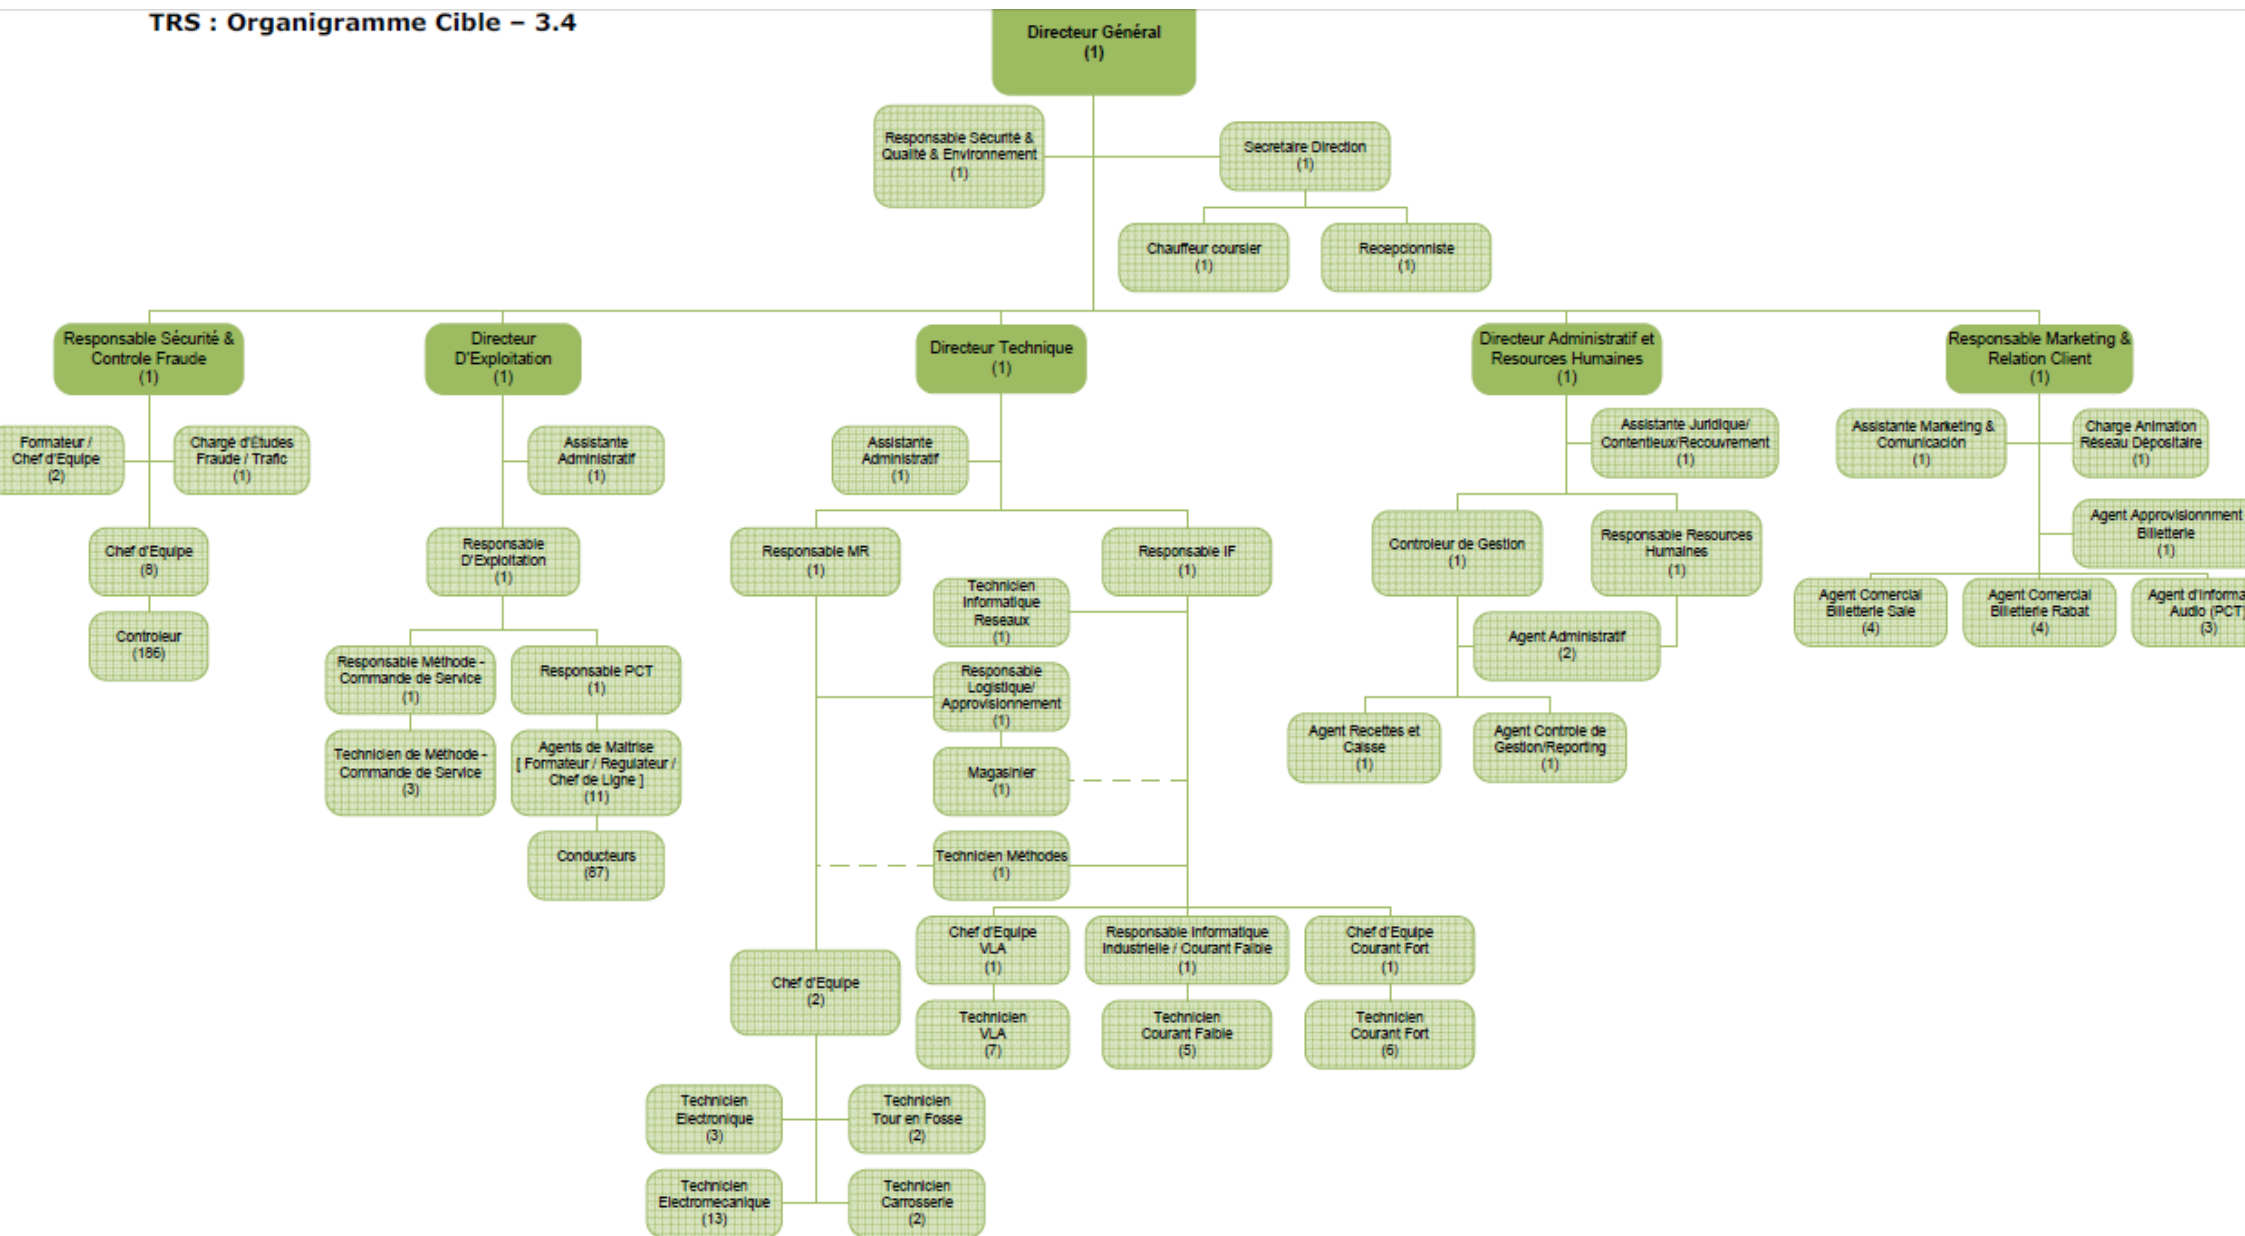 TRS : Organigramme Cible – 3.4
Directeur Général
(1)
Responsable Sécurité &
Qualité & Environnement
(1)
Secretaire Direction
(1)
Chauffeur coursier
(1)
Recepcionniste
(1)
Responsable Sécurité &
Controle Fraude
(1)
Directeur
D'Exploitation
(1)
Directeur Technique
(1)
Directeur Administratif et
Resources Humaines
(1)
Responsable Marketing &
Relation Client
(1)
Formateur /
Chef d'Equipe
(2)
Chargé d'Études
Fraude / Trafic
(1)
Chef d'Equipe
(8)
Controleur
(186)
Assistante
Administratif
(1)
Responsable
D'Exploitation
(1)
Responsable Méthode -
Commande de Service
(1)
Responsable PCT
(1)
Technicien de Méthode -
Commande de Service
(3)
Agents de Maitrise
[ Formateur / Regulateur /
Chef de Ligne ]
(11)
Conducteurs
(87)
Assistante
Administratif
(1)
Responsable MR
(1)
Responsable IF
(1)
Technicien
Informatique
Reseaux
(1)
Responsable
Logistique/
Approvisionnement
(1)
Magasinier
(1)
Technicien Méthodes
(1)
Chef d'Equipe
VLA
(1)
Responsable Informatique
Industrielle / Courant Faible
(1)
Chef d'Equipe
Courant Fort
(1)
Technicien
VLA
(7)
Technicien
Courant Faible
(5)
Technicien
Courant Fort
(6)
Chef d'Equipe
(2)
Technicien
Electronique
(3)
Technicien
Tour en Fosse
(2)
Technicien
Electromecanique
(13)
Technicien
Carrosserie
(2)
Assistante Juridique/
Contentieux/Recouvrement
(1)
Controleur de Gestion
(1)
Responsable Resources
Humaines
(1)
Agent Administratif
(2)
Agent Recettes et
Caisse
(1)
Agent Controle de
Gestion/Reporting
(1)
Assistante Marketing &
Comunicación
(1)
Charge Animation
Réseau Dépositaire
(1)
Agent Approvisionnment
Billetterie
(1)
Agent Comercial
Billetterie Sale
(4)
Agent Comercial
Billetterie Rabat
(4)
Agent d'Informa
Audio (PCT)
(3)